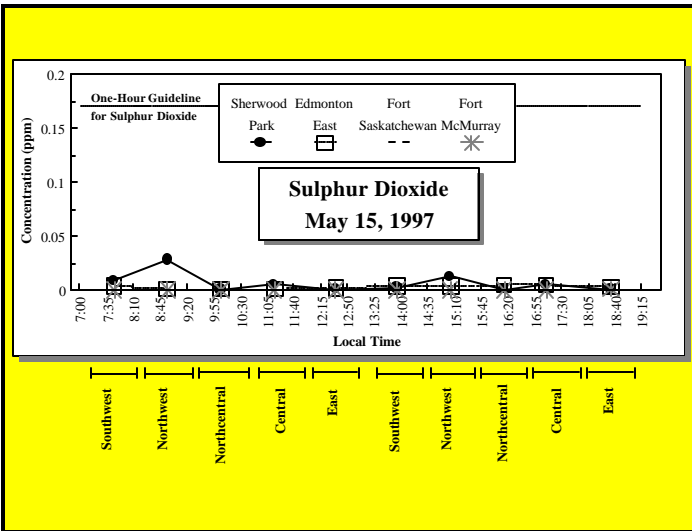 0.2
One-Hour Guideline
for Sulphur Dioxide
Sherwood Edmonton Fort Fort
Park East Saskatchewan McMurray
0.15
0.1
0.05
0
Concentration (ppm)
Sulphur Dioxide
May 15, 1997
7:00 7:35 8:10 8:45 9:20 9:55 10:30 11:05 11:40 12:15 12:50 13:25 14:00 14:35 15:10 15:45 16:20 16:55 17:30 18:05 18:40 19:15
Local Time
Southwest Northwest Northcentral Central East Southwest Northwest Northcentral Central East